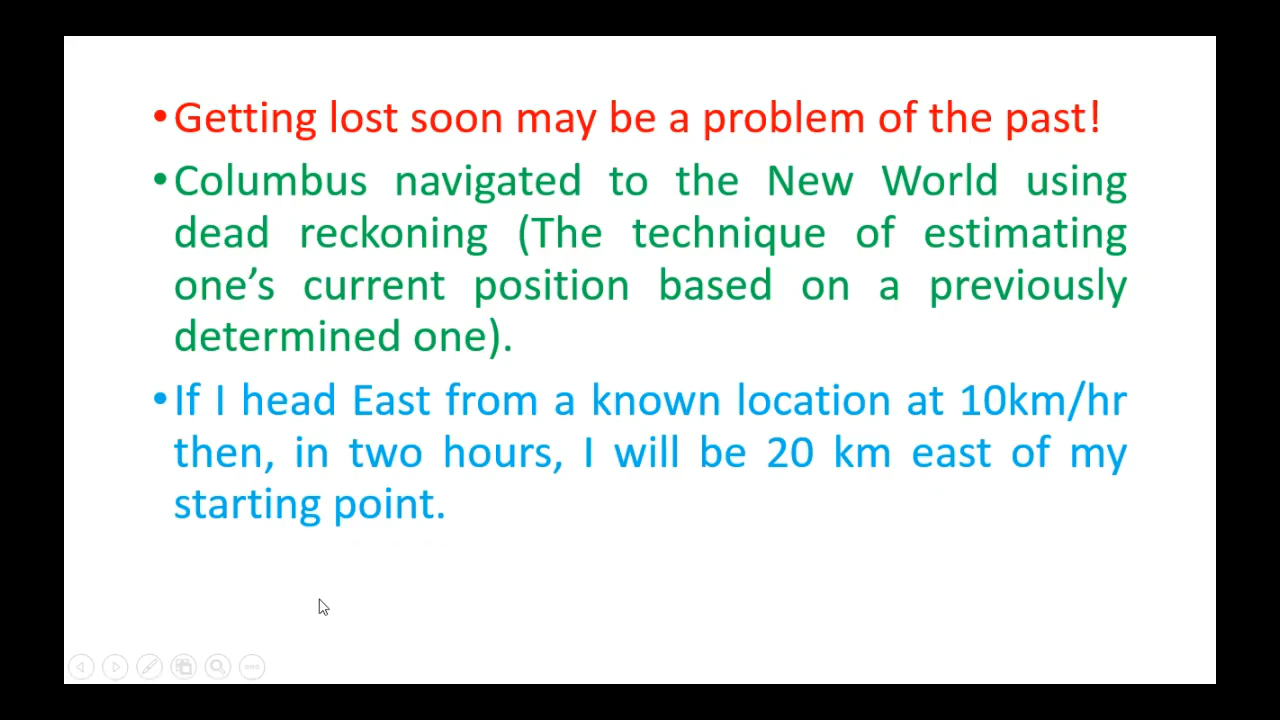 •Getting lost soon may be a problem of the past!
•Columbus navigated to the New World using
dead reckoning (The technique of estimating
one’s current position based on a previously
determined one).
•If I head East from a known location at 10km/hr
then, in two hours, I will be 20 km east of my
starting point.